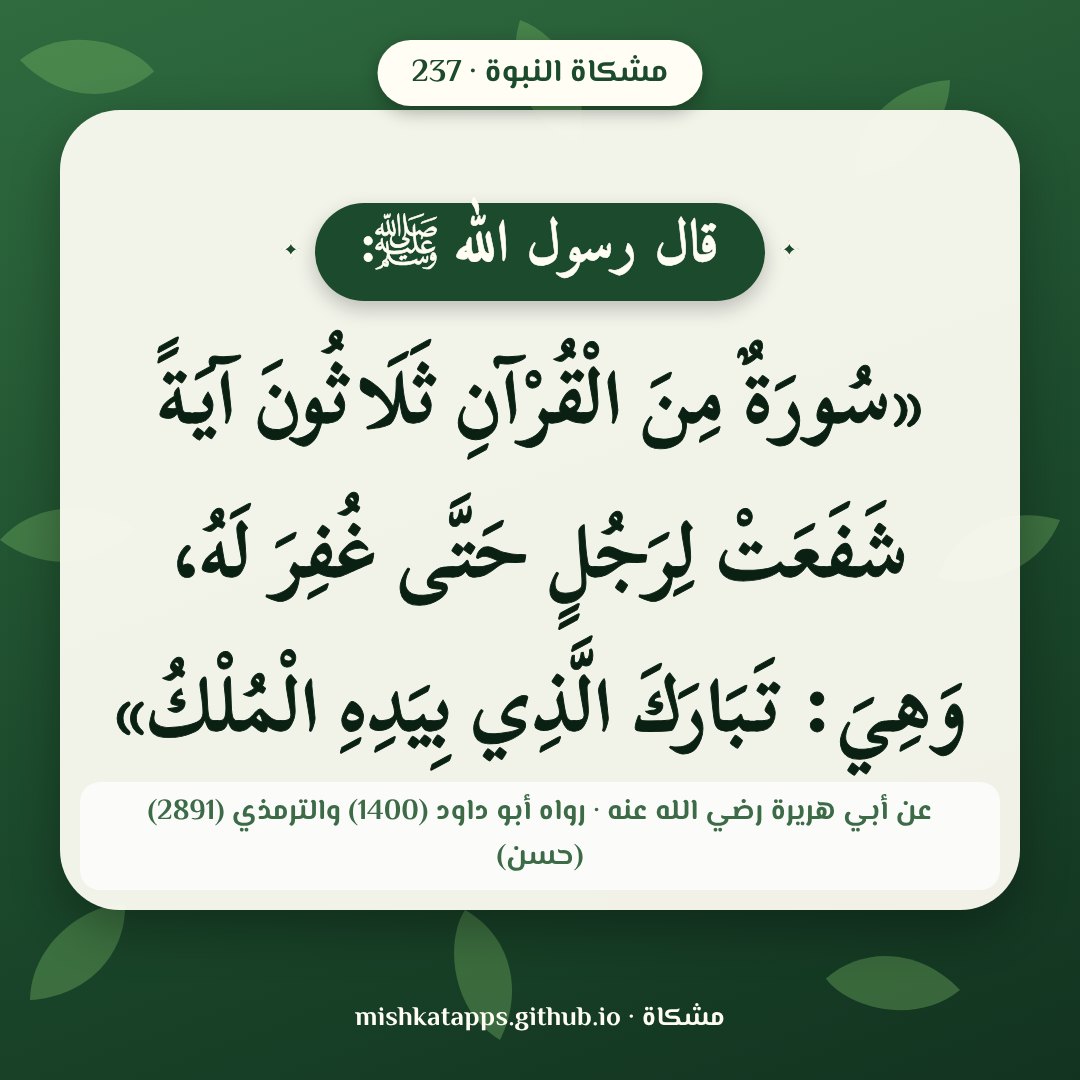 مشكاة النبوة · 237
قال رسول الله ﷺ:
«سُورَةٌ مِنَ الْقُرْآنِ ثَلَاثُونَ آيَةً
شَفَعَتْ لِرَجُلٍ حَتَّى غُفِرَ لَهُ،
وَهِيَ: تَبَارَكَ الَّذِي بِيَدِهِ الْمُلْكُ»
عن أبي هريرة رضي الله عنه · رواه أبو داود (1400) والترمذي (2891)
(حسن)
مشكاة · mishkatapps.github.io